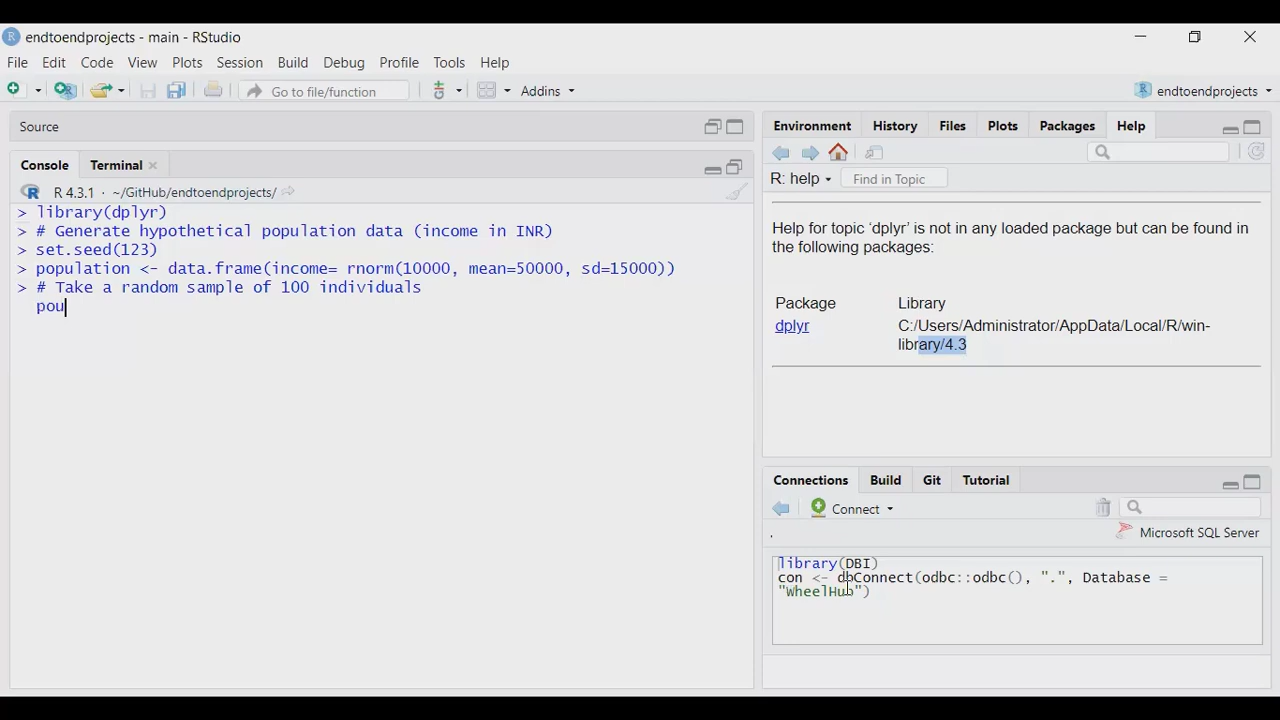 endtoendprojects - main - RStudio
File Edit Code View Plots Session Build Debug Profile Tools Help
Go to file/function Addins endtoendprojects
Source
Console Terminal
R 4.3.1 · ~/GitHub/endtoendprojects/
> library(dplyr)
> # Generate hypothetical population data (income in INR)
> set.seed(123)
> population <- data.frame(income= rnorm(10000, mean=50000, sd=15000))
> # Take a random sample of 100 individuals
pou
Environment History Files Plots Packages Help
R: help Find in Topic
Help for topic ‘dplyr’ is not in any loaded package but can be found in
the following packages:
Package Library
dplyr C:/Users/Administrator/AppData/Local/R/win-
library/4.3
Connections Build Git Tutorial
Connect
. Microsoft SQL Server
library(DBI)
con <- dbConnect(odbc::odbc(), ".", Database =
"WheelHub")